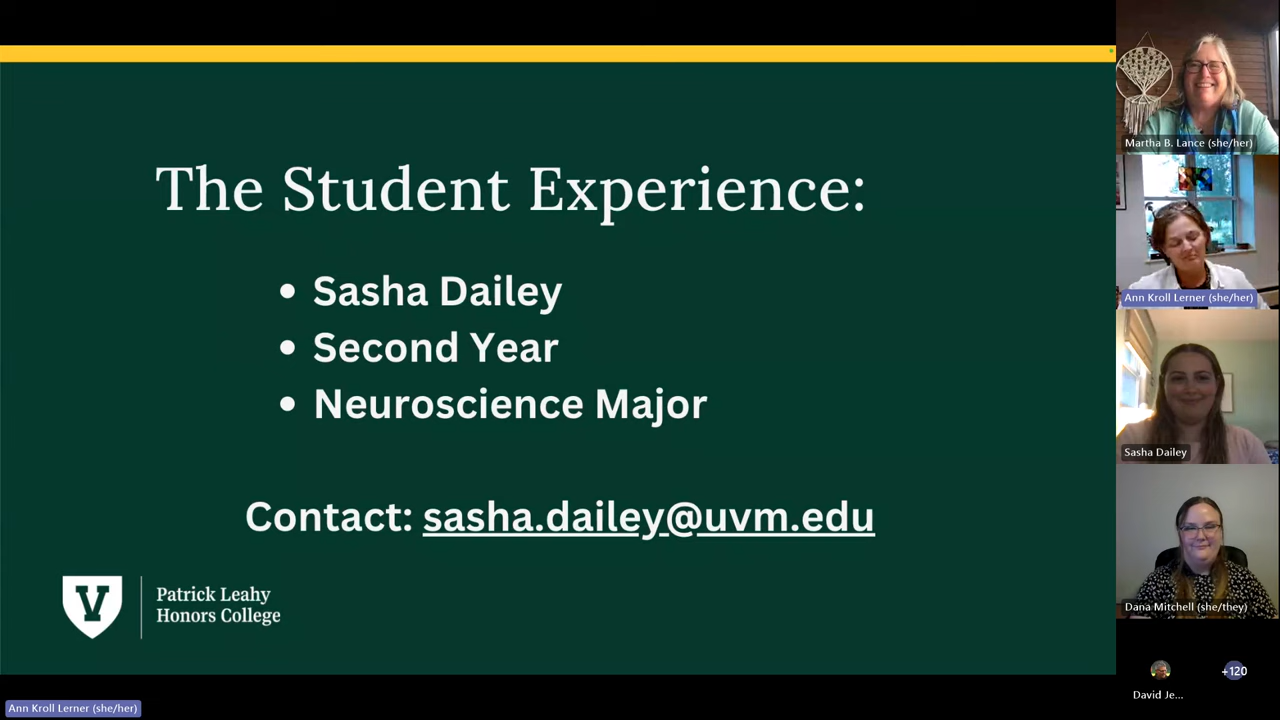 The Student Experience:
• Sasha Dailey
• Second Year
• Neuroscience Major
Contact: sasha.dailey@uvm.edu
V
Patrick Leahy
Honors College
Martha B. Lance (she/her)
Ann Kroll Lerner (she/her)
Sasha Dailey
Dana Mitchell (she/they)
+120
David Je...
Ann Kroll Lerner (she/her)